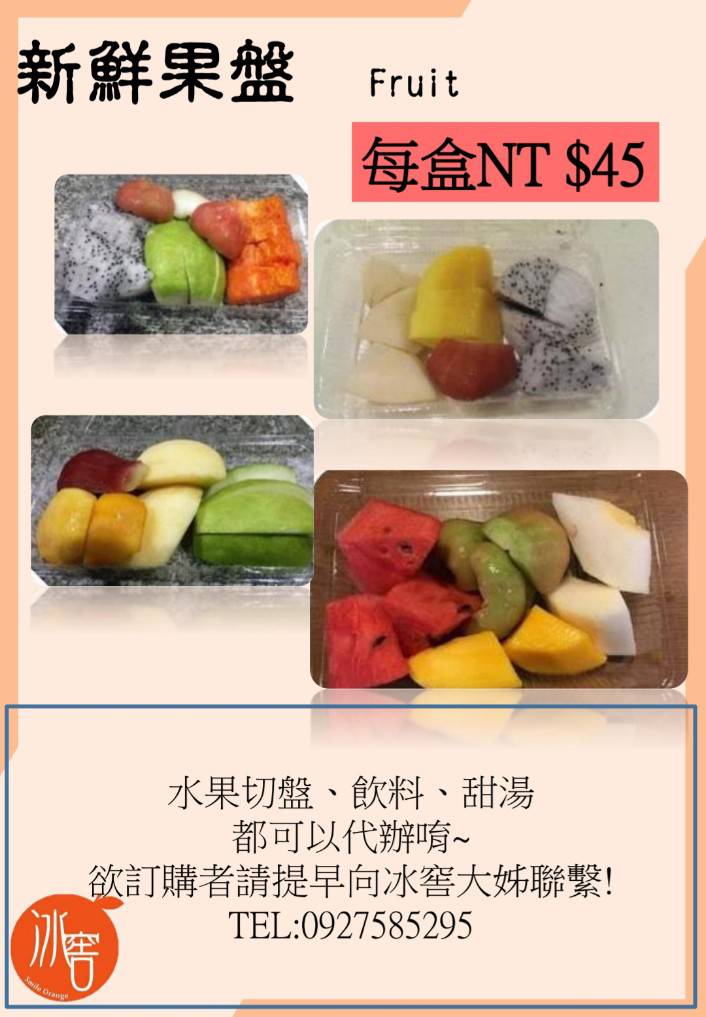 新鮮果盤 Fruit
每盒NT $45
水果切盤、飲料、甜湯
都可以代辦唷~
欲訂購者請提早向冰窖大姊聯繫!
TEL:0927585295
冰窖
Smile Orange